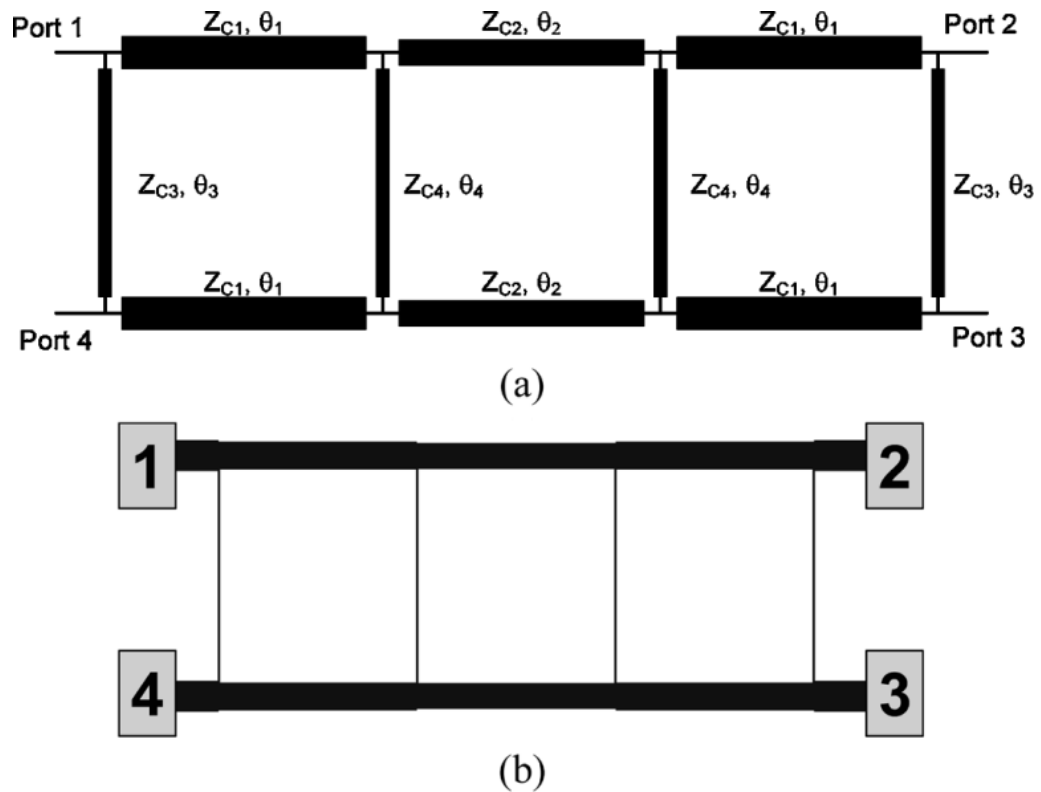 Port 1 Z_C1, θ_1 Z_C2, θ_2 Z_C1, θ_1 Port 2
Z_C3, θ_3 Z_C4, θ_4 Z_C4, θ_4 Z_C3, θ_3
Z_C1, θ_1 Z_C2, θ_2 Z_C1, θ_1
Port 4 Port 3
(a)
1 2
4 3
(b)